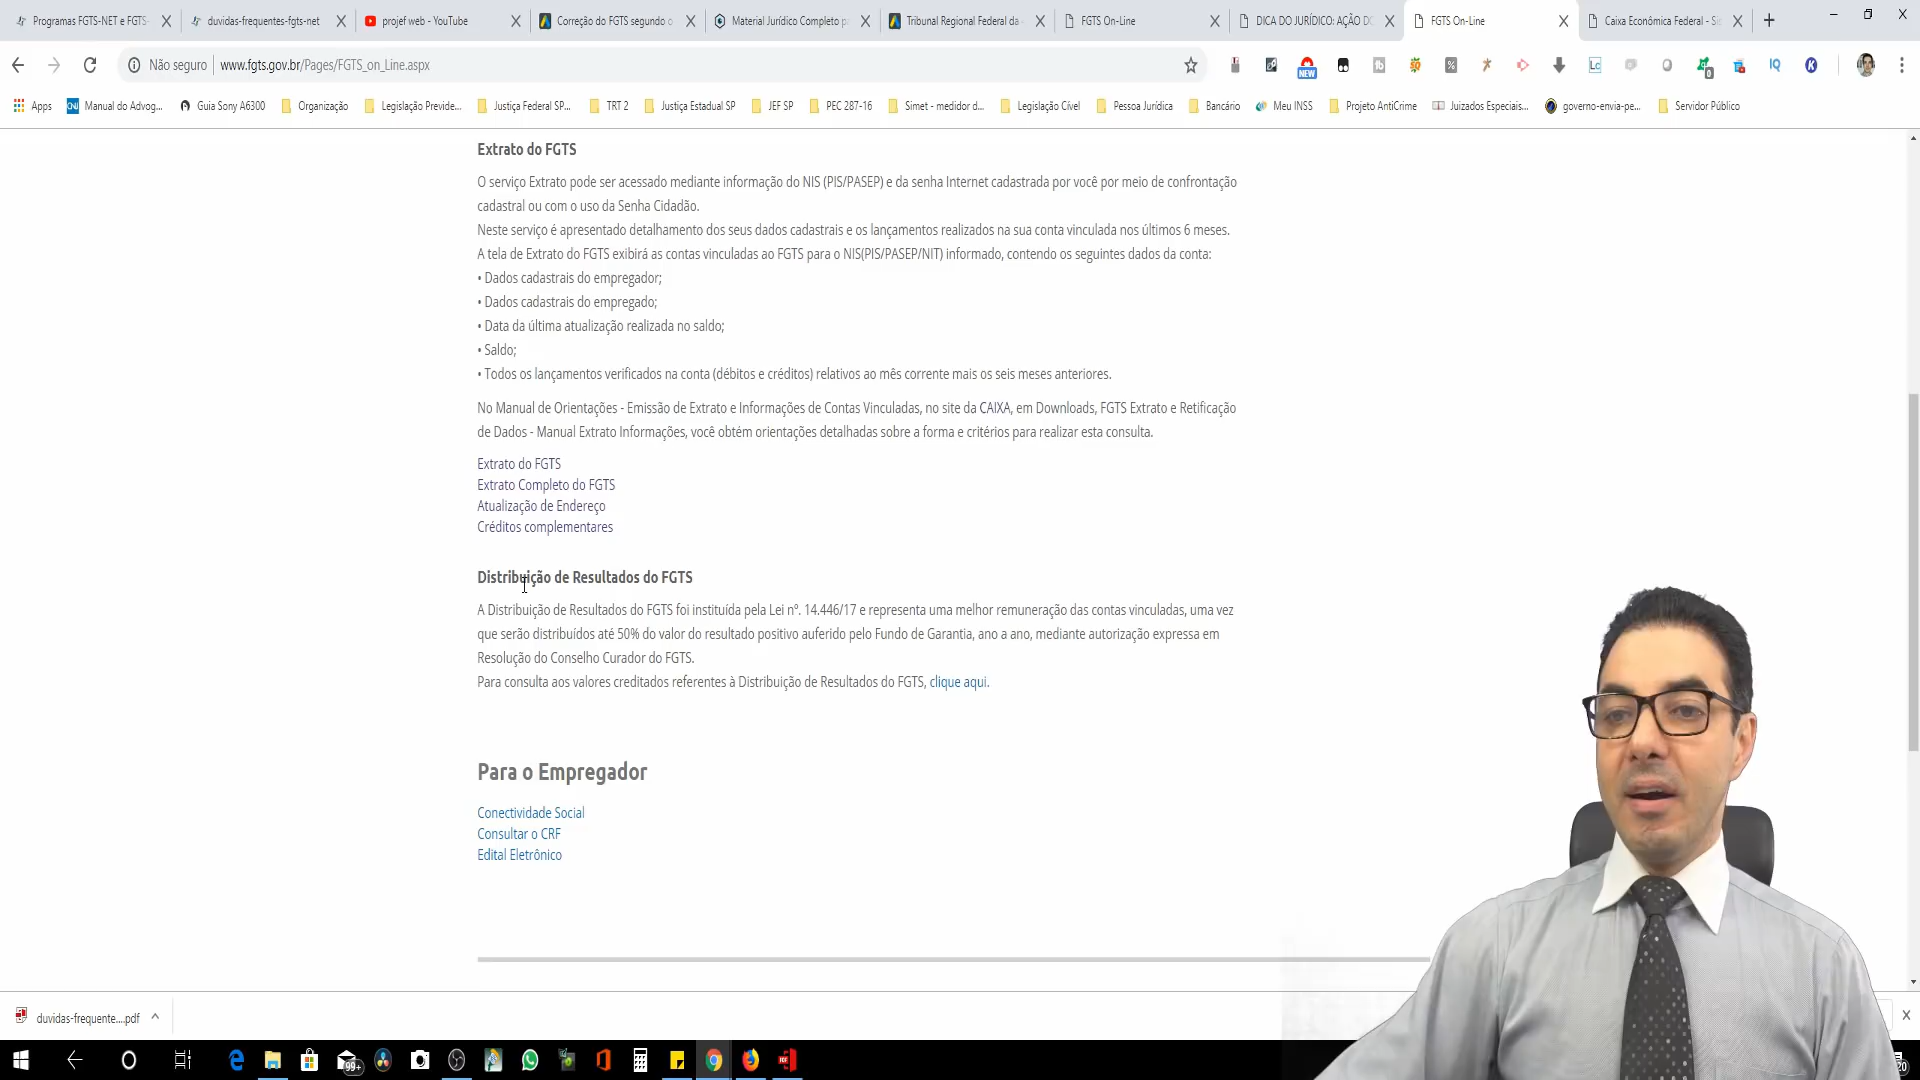 Programas FGTS-NET e FGTS-
duvidas-frequentes-fgts-net
projef web - YouTube
Correção do FGTS segundo o
Material Jurídico Completo p
Tribunal Regional Federal da
FGTS On-Line
DICA DO JURÍDICO: AÇÃO DO
FGTS On-Line
Caixa Econômica Federal - Si
Não seguro
www.fgts.gov.br/Pages/FGTS_on_Line.aspx
NEW
Apps
Manual do Advog...
Guia Sony A6300
Organização
Legislação Previde...
Justiça Federal SP...
TRT 2
Justiça Estadual SP
JEF SP
PEC 287-16
Simet - medidor d...
Legislação Cível
Pessoa Jurídica
Bancário
Meu INSS
Projeto AntiCrime
Juizados Especiais...
governo-envia-pe...
Servidor Público
Extrato do FGTS
O serviço Extrato pode ser acessado mediante informação do NIS (PIS/PASEP) e da senha Internet cadastrada por você por meio de confrontação
cadastral ou com o uso da Senha Cidadão.
Neste serviço é apresentado detalhamento dos seus dados cadastrais e os lançamentos realizados na sua conta vinculada nos últimos 6 meses.
A tela de Extrato do FGTS exibirá as contas vinculadas ao FGTS para o NIS(PIS/PASEP/NIT) informado, contendo os seguintes dados da conta:
• Dados cadastrais do empregador;
• Dados cadastrais do empregado;
• Data da última atualização realizada no saldo;
• Saldo;
• Todos os lançamentos verificados na conta (débitos e créditos) relativos ao mês corrente mais os seis meses anteriores.
No Manual de Orientações - Emissão de Extrato e Informações de Contas Vinculadas, no site da CAIXA, em Downloads, FGTS Extrato e Retificação
de Dados - Manual Extrato Informações, você obtém orientações detalhadas sobre a forma e critérios para realizar esta consulta.
Extrato do FGTS
Extrato Completo do FGTS
Atualização de Endereço
Créditos complementares
Distribuição de Resultados do FGTS
A Distribuição de Resultados do FGTS foi instituída pela Lei nº. 14.446/17 e representa uma melhor remuneração das contas vinculadas, uma vez
que serão distribuídos até 50% do valor do resultado positivo auferido pelo Fundo de Garantia, ano a ano, mediante autorização expressa em
Resolução do Conselho Curador do FGTS.
Para consulta aos valores creditados referentes à Distribuição de Resultados do FGTS, clique aqui.
Para o Empregador
Conectividade Social
Consultar o CRF
Edital Eletrônico
duvidas-frequente....pdf
99+
20